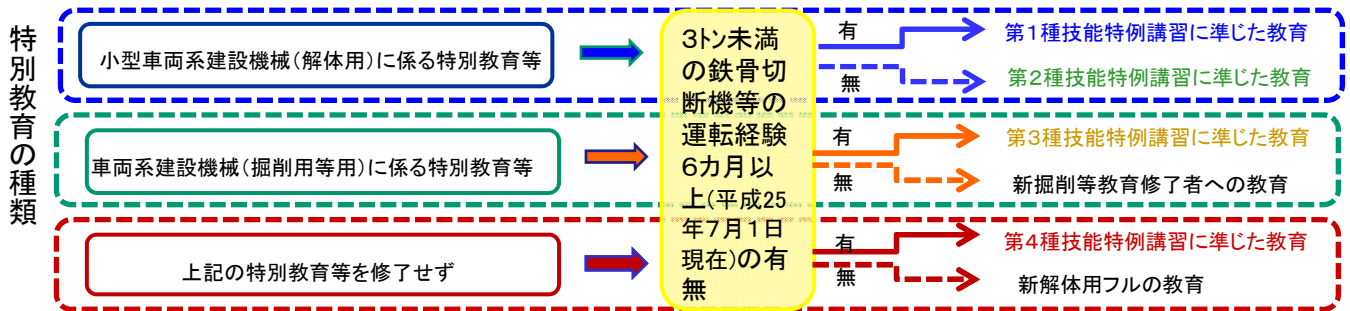 特別教育の種類
小型車両系建設機械(解体用)に係る特別教育等
車両系建設機械(掘削用等用)に係る特別教育等
上記の特別教育等を修了せず
3トン未満
の鉄骨切
断機等の
運転経験
6カ月以
上(平成25
年7月1日
現在)の有
無
有
第1種技能特例講習に準じた教育
無
第2種技能特例講習に準じた教育
有
第3種技能特例講習に準じた教育
無
新掘削等教育修了者への教育
有
第4種技能特例講習に準じた教育
無
新解体用フルの教育